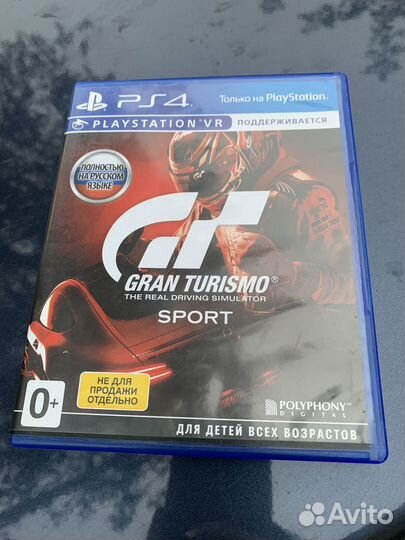 PS4
Только на PlayStation.
PLAYSTATION®VR ПОДДЕРЖИВАЕТСЯ
ПОЛНОСТЬЮ
НА РУССКОМ
ЯЗЫКЕ
GT
GRAN TURISMO®
THE REAL DRIVING SIMULATOR
SPORT
НЕ ДЛЯ
ПРОДАЖИ
ОТДЕЛЬНО
0+
POLYPHONY™
DIGITAL
ДЛЯ ДЕТЕЙ ВСЕХ ВОЗРАСТОВ
Avito